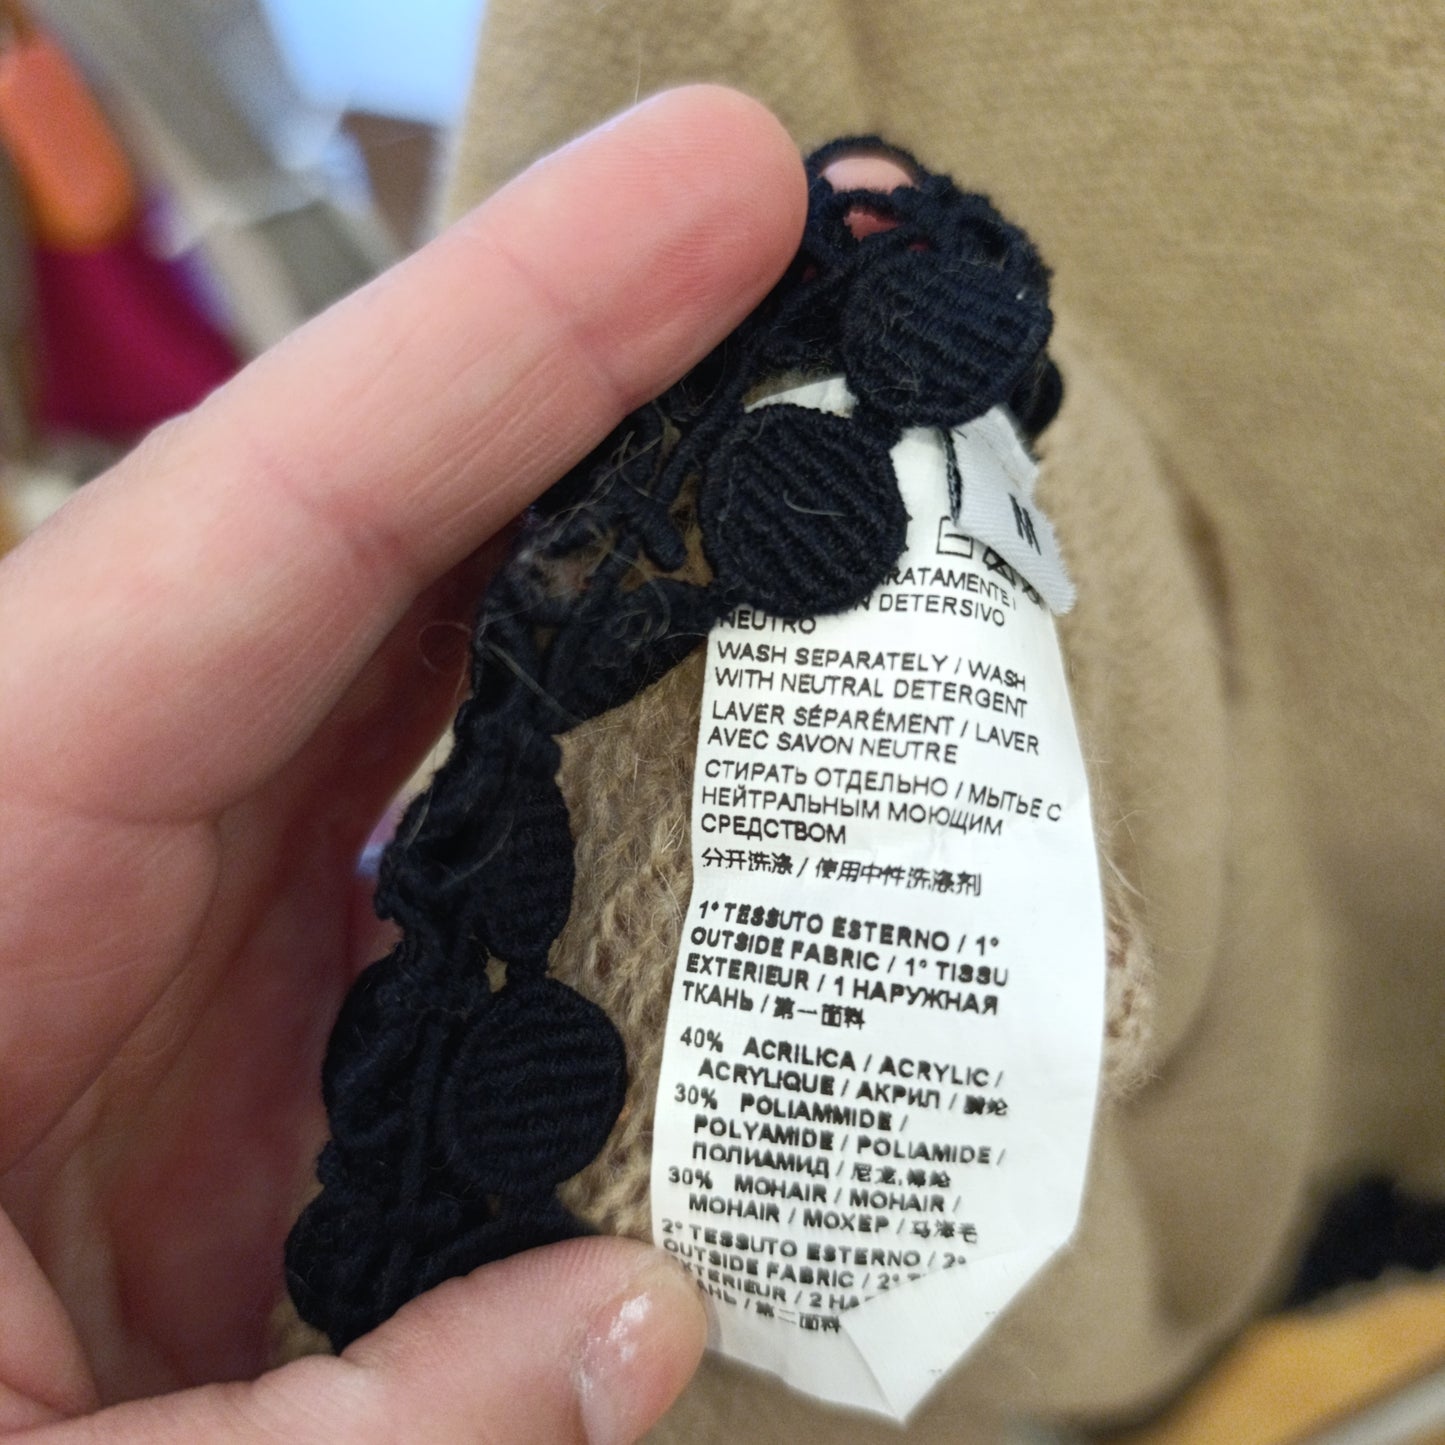 M
DETERSIVO
NEUTRO
WASH SEPARATELY / WASH
WITH NEUTRAL DETERGENT
LAVER SÉPARÉMENT / LAVER
AVEC SAVON NEUTRE
СТИРАТЬ ОТДЕЛЬНО / МЫТЬЕ С
НЕЙТРАЛЬНЫМ МОЮЩИМ
СРЕДСТВОМ
分开洗涤 / 使用中性洗涤剂
1° TESSUTO ESTERNO / 1°
OUTSIDE FABRIC / 1° TISSU
EXTERIEUR / 1 НАРУЖНАЯ
ТКАНЬ / 第一面料
40% ACRILICA / ACRYLIC /
ACRYLIQUE / АКРИЛ / 腈纶
30% POLIAMMIDE /
POLYAMIDE / POLIAMIDE /
ПОЛИАМИД / 尼龙,锦纶
30% MOHAIR / MOHAIR /
MOHAIR / МОХЕР / 马海毛
2° TESSUTO ESTERNO / 2°
OUTSIDE FABRIC / 2°
/ 2
/ 第二面料